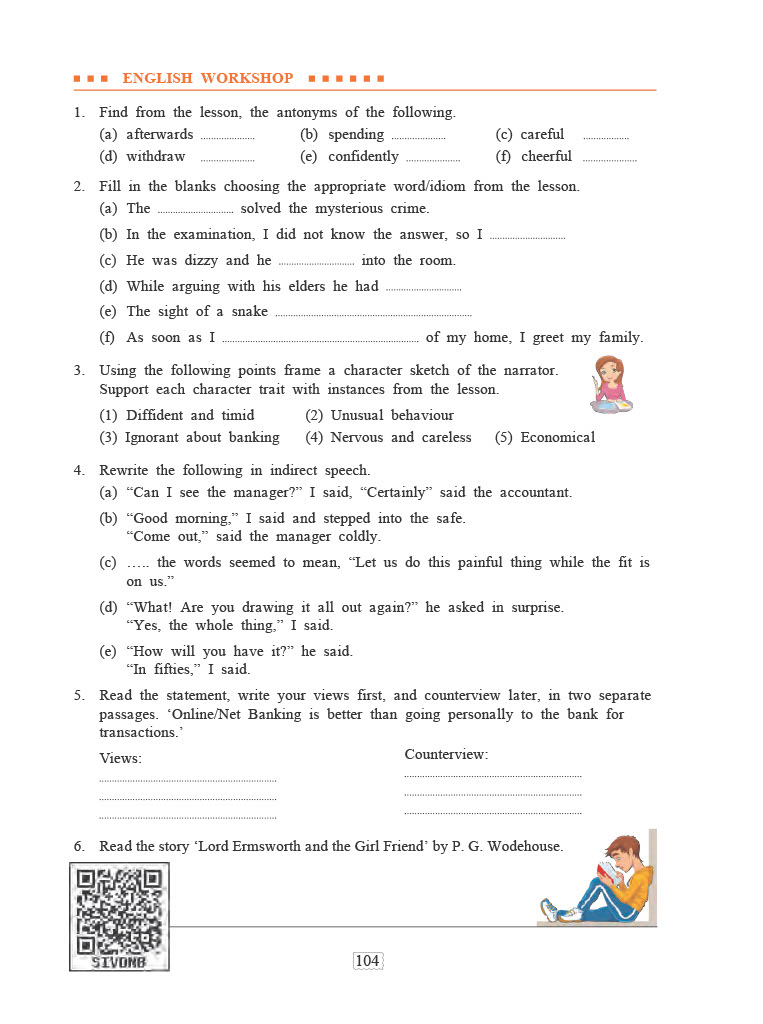 ENGLISH WORKSHOP
1. Find from the lesson, the antonyms of the following.
(a) afterwards ..................... (b) spending ..................... (c) careful ..................
(d) withdraw ..................... (e) confidently ..................... (f) cheerful .....................
2. Fill in the blanks choosing the appropriate word/idiom from the lesson.
(a) The .............................. solved the mysterious crime.
(b) In the examination, I did not know the answer, so I ..............................
(c) He was dizzy and he .............................. into the room.
(d) While arguing with his elders he had ..............................
(e) The sight of a snake .............................................................................
(f) As soon as I ............................................................................. of my home, I greet my family.
3. Using the following points frame a character sketch of the narrator.
Support each character trait with instances from the lesson.
(1) Diffident and timid (2) Unusual behaviour
(3) Ignorant about banking (4) Nervous and careless (5) Economical
4. Rewrite the following in indirect speech.
(a) “Can I see the manager?” I said, “Certainly” said the accountant.
(b) “Good morning,” I said and stepped into the safe.
“Come out,” said the manager coldly.
(c) ….. the words seemed to mean, “Let us do this painful thing while the fit is
on us.”
(d) “What! Are you drawing it all out again?” he asked in surprise.
“Yes, the whole thing,” I said.
(e) “How will you have it?” he said.
“In fifties,” I said.
5. Read the statement, write your views first, and counterview later, in two separate
passages. ‘Online/Net Banking is better than going personally to the bank for
transactions.’
Views:
Counterview:
6. Read the story ‘Lord Ermsworth and the Girl Friend’ by P. G. Wodehouse.
S1VDNB
104